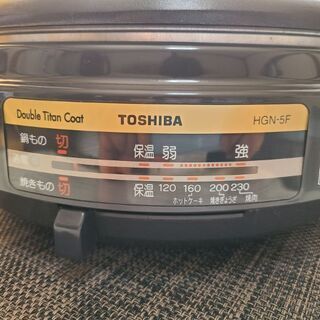 Double Titan Coat TOSHIBA HGN-5F
鍋もの 切 保温 弱 強
焼きもの 切 保温 120 160 200 230
ホットケーキ 焼きぎょうざ 焼肉